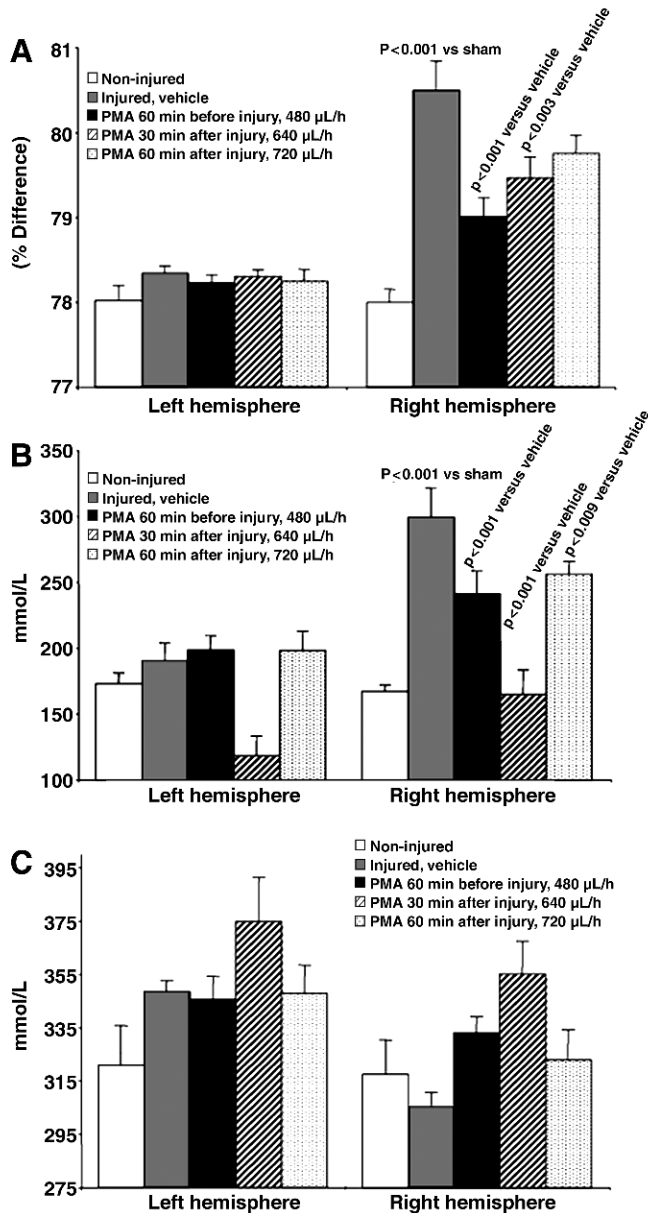 A
(% Difference)
81
80
79
78
77
Non-injured
Injured, vehicle
PMA 60 min before injury, 480 µL/h
PMA 30 min after injury, 640 µL/h
PMA 60 min after injury, 720 µL/h
P<0.001 vs sham
p<0.001 versus vehicle
p<0.003 versus vehicle
Left hemisphere
Right hemisphere
B
mmol/L
350
300
250
200
150
100
Non-injured
Injured, vehicle
PMA 60 min before injury, 480 µL/h
PMA 30 min after injury, 640 µL/h
PMA 60 min after injury, 720 µL/h
P<0.001 vs sham
p<0.001 versus vehicle
p<0.001 versus vehicle
p<0.009 versus vehicle
Left hemisphere
Right hemisphere
C
mmol/L
395
375
355
335
315
295
275
Non-injured
Injured, vehicle
PMA 60 min before injury, 480 µL/h
PMA 30 min after injury, 640 µL/h
PMA 60 min after injury, 720 µL/h
Left hemisphere
Right hemisphere